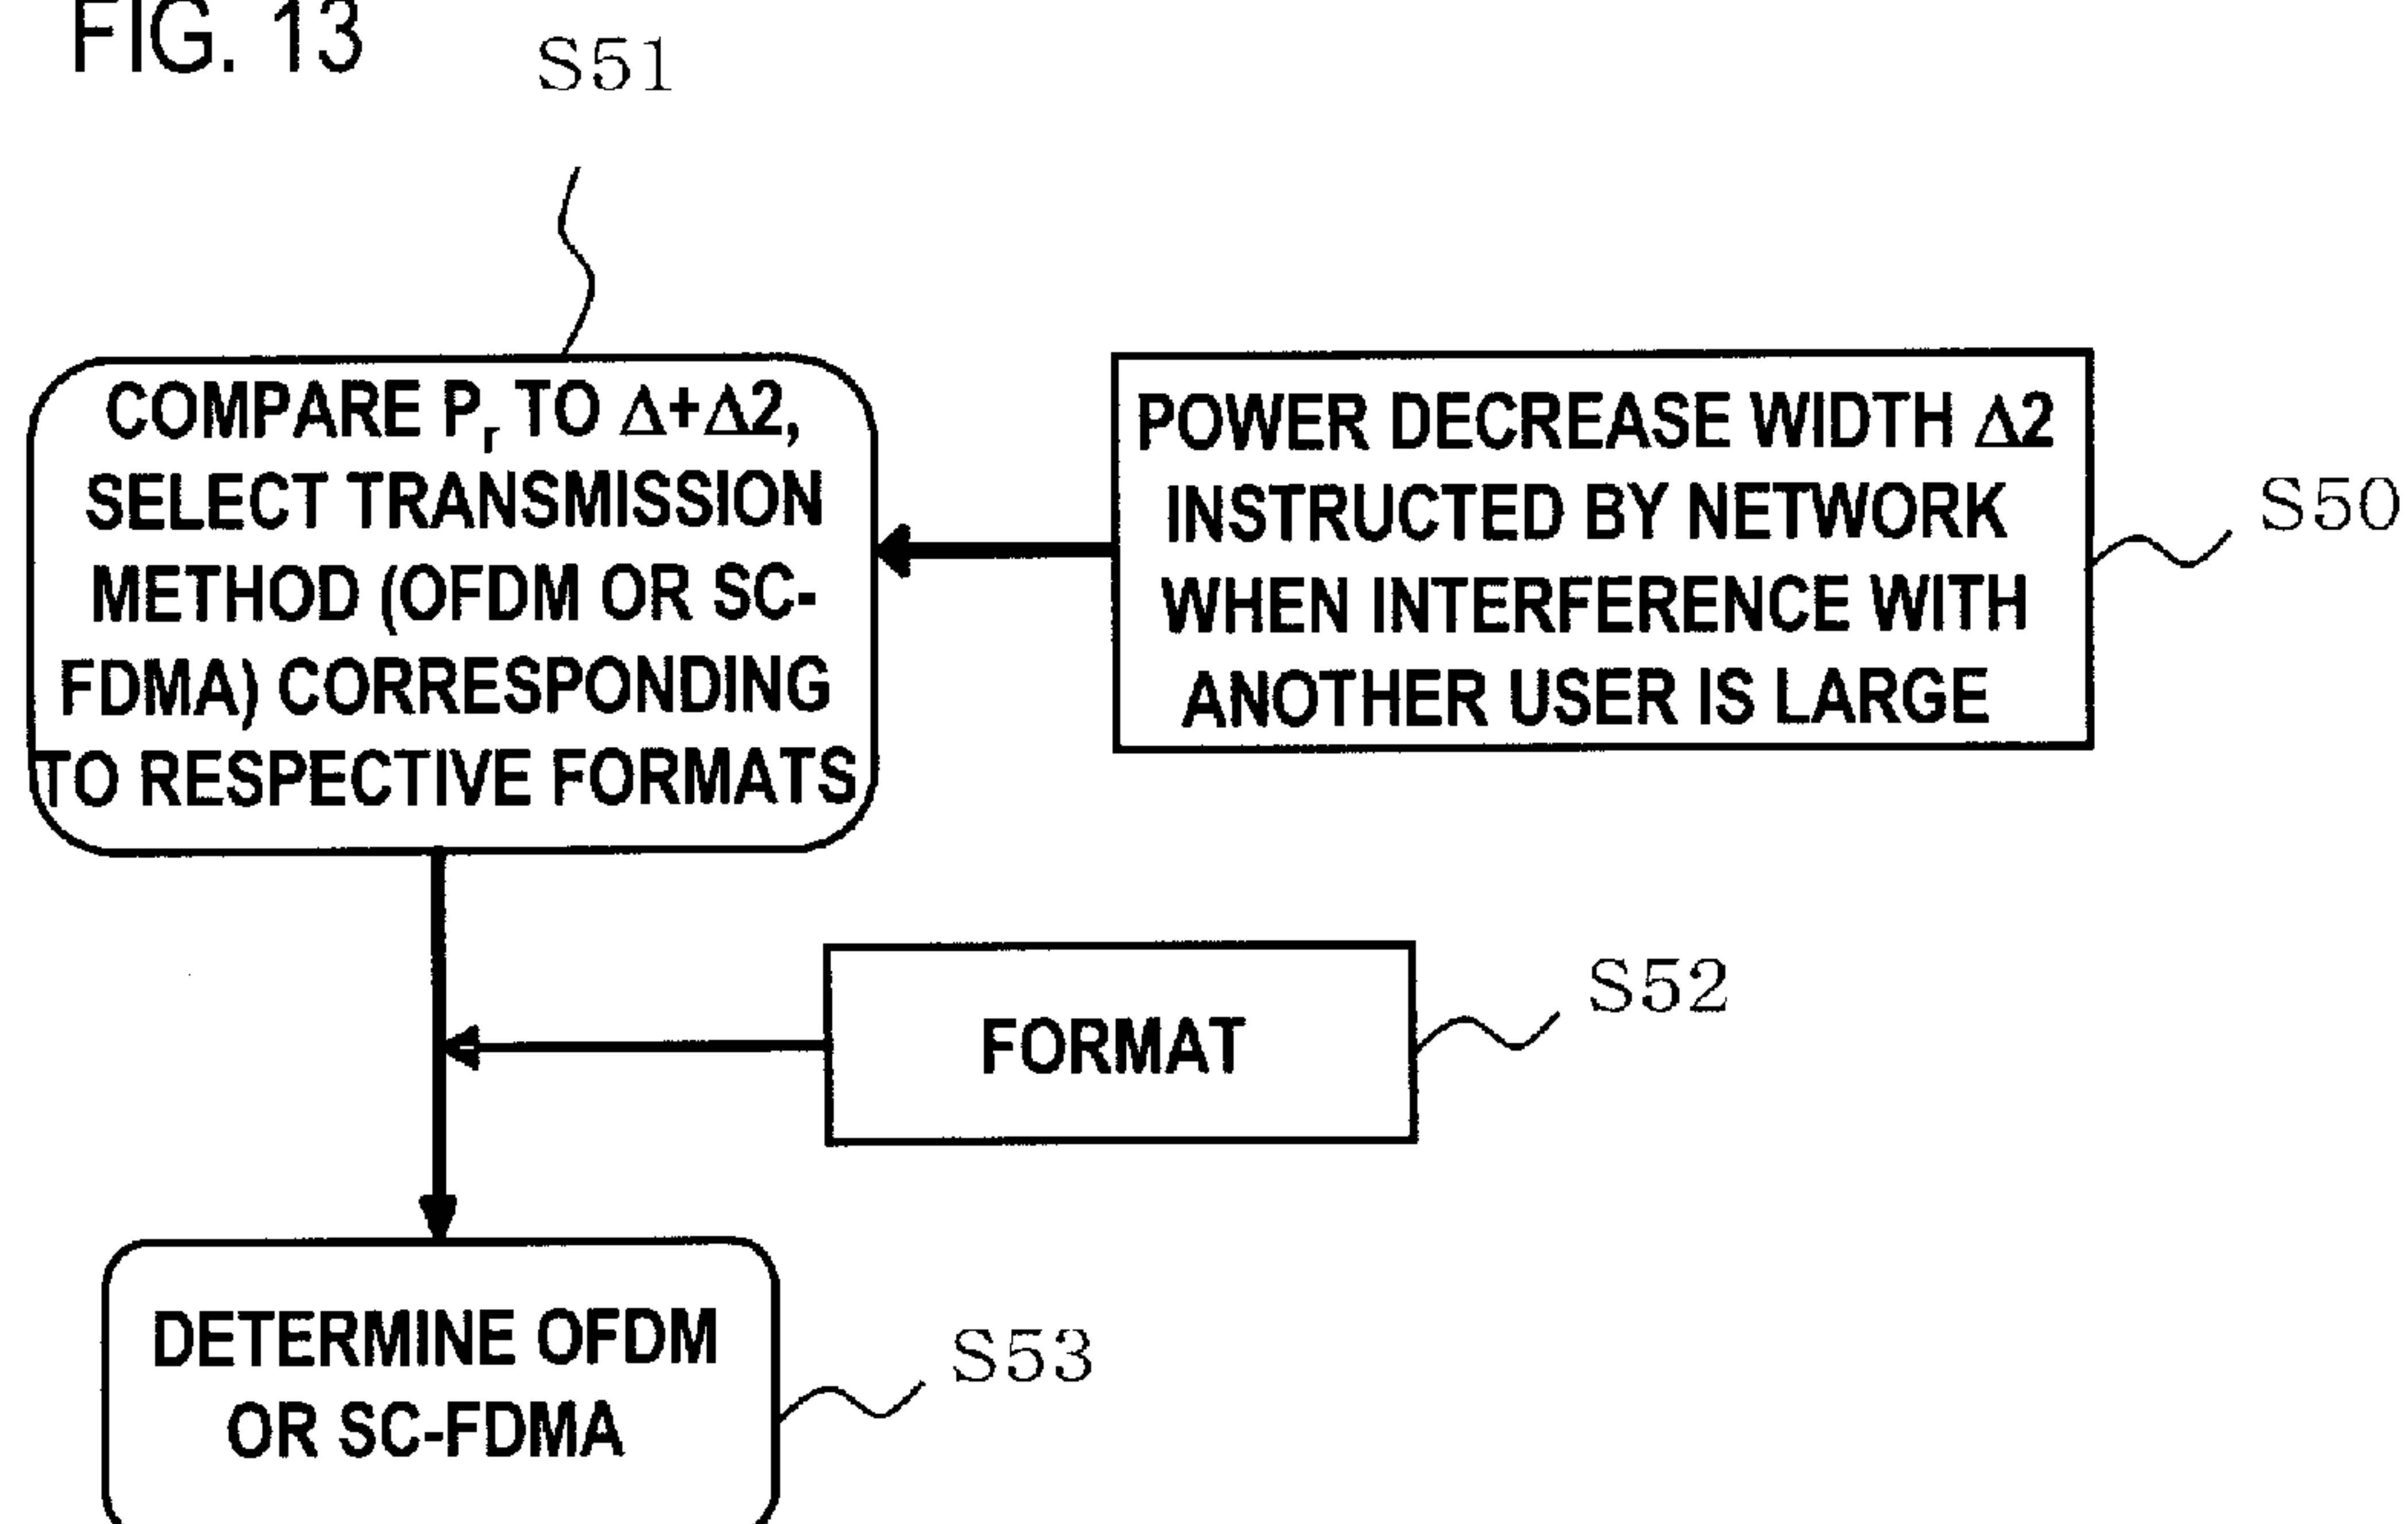 FIG. 13
S51
COMPARE Pr TO Δ+Δ2,
SELECT TRANSMISSION
METHOD (OFDM OR SC-
FDMA) CORRESPONDING
TO RESPECTIVE FORMATS
POWER DECREASE WIDTH Δ2
INSTRUCTED BY NETWORK
WHEN INTERFERENCE WITH
ANOTHER USER IS LARGE
S50
FORMAT
S52
DETERMINE OFDM
OR SC-FDMA
S53